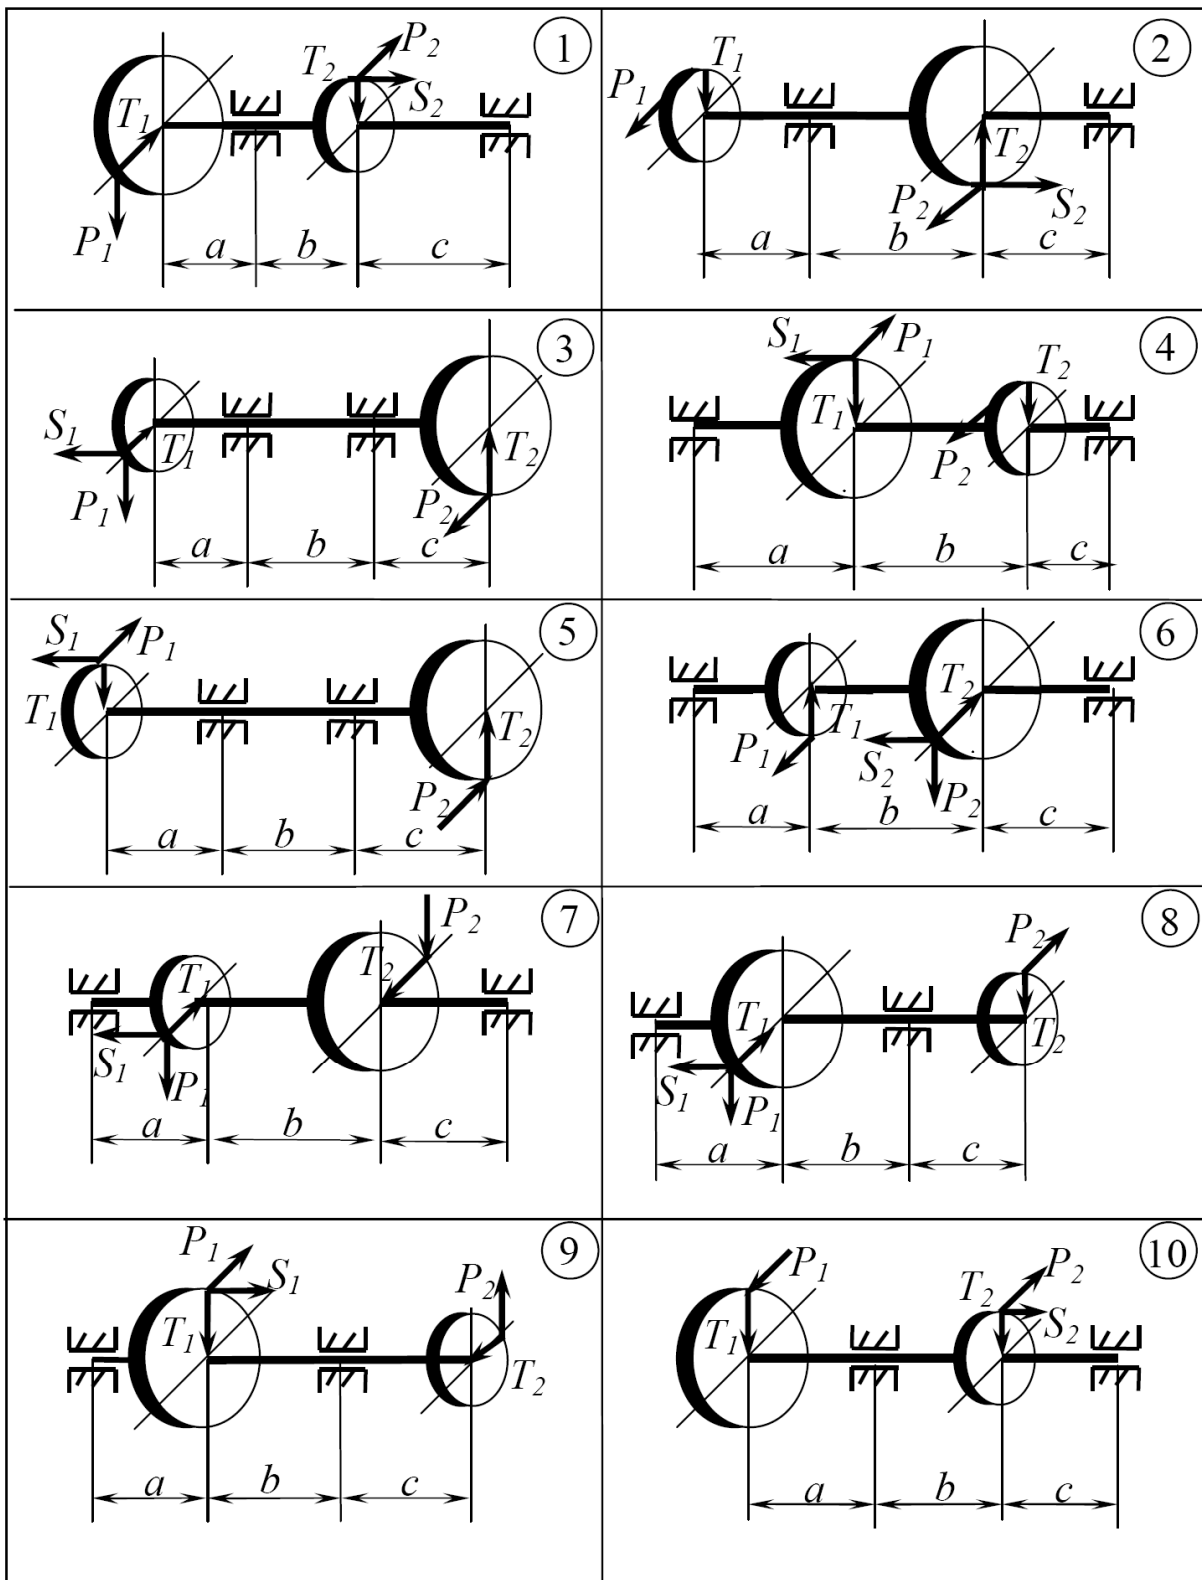 1
P₂
T₂
T₁
S₂
P₁
a b c
2
T₁
P₁
T₂
P₂
S₂
a b c
3
S₁
T₁
T₂
P₁
P₂
a b c
4
S₁
P₁
T₂
T₁
P₂
a b c
5
S₁
P₁
T₁
T₂
P₂
a b c
6
T₂
T₁
P₁
S₂
P₂
a b c
7
P₂
T₁
T₂
S₁
P₁
a b c
8
P₂
T₁
T₂
S₁
P₁
a b c
9
P₁
S₁
P₂
T₁
T₂
a b c
10
P₁
P₂
T₂
S₂
T₁
a b c